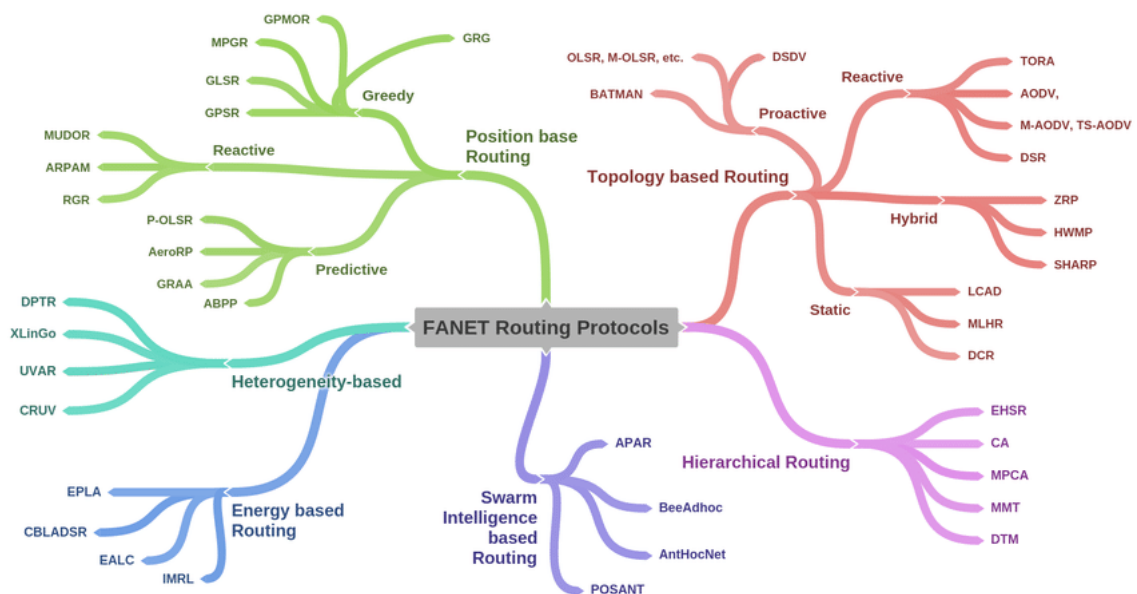 FANET Routing Protocols
Position base
Routing
Greedy
GPMOR
MPGR
GLSR
GPSR
GRG
Reactive
MUDOR
ARPAM
RGR
Predictive
P-OLSR
AeroRP
GRAA
ABPP
Topology based Routing
Proactive
OLSR, M-OLSR, etc.
BATMAN
DSDV
Reactive
TORA
AODV,
M-AODV, TS-AODV
DSR
Hybrid
ZRP
HWMP
SHARP
Static
LCAD
MLHR
DCR
Heterogeneity-based
DPTR
XLinGo
UVAR
CRUV
Energy based
Routing
EPLA
CBLADSR
EALC
IMRL
Swarm
Intelligence
based
Routing
APAR
BeeAdhoc
AntHocNet
POSANT
Hierarchical Routing
EHSR
CA
MPCA
MMT
DTM